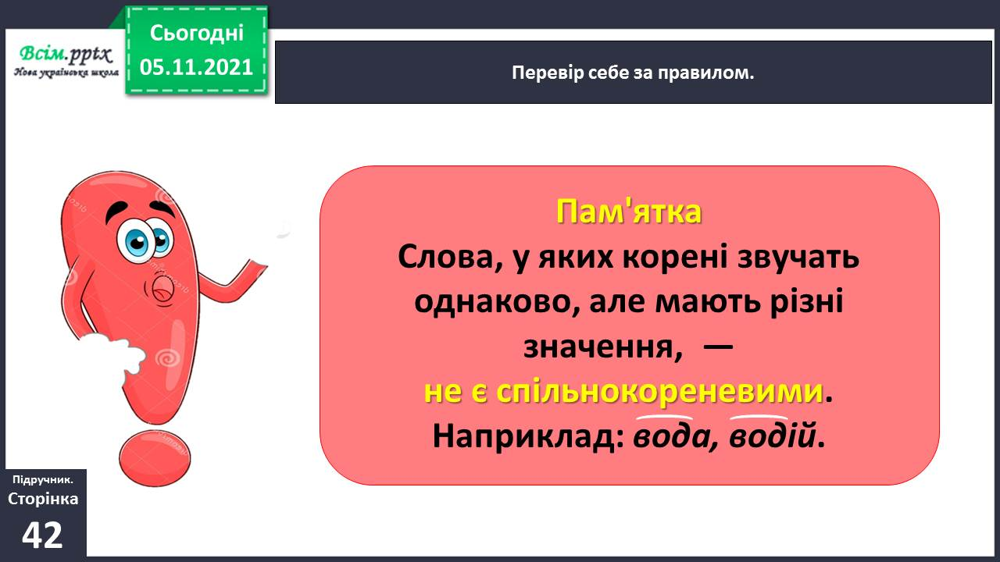 Всім.pptx
Нова українська школа
Сьогодні
05.11.2021
Перевір себе за правилом.
Пам'ятка
Слова, у яких корені звучать
однаково, але мають різні
значення, —
не є спільнокореневими.
Наприклад: вода, водій.
Підручник.
Сторінка
42